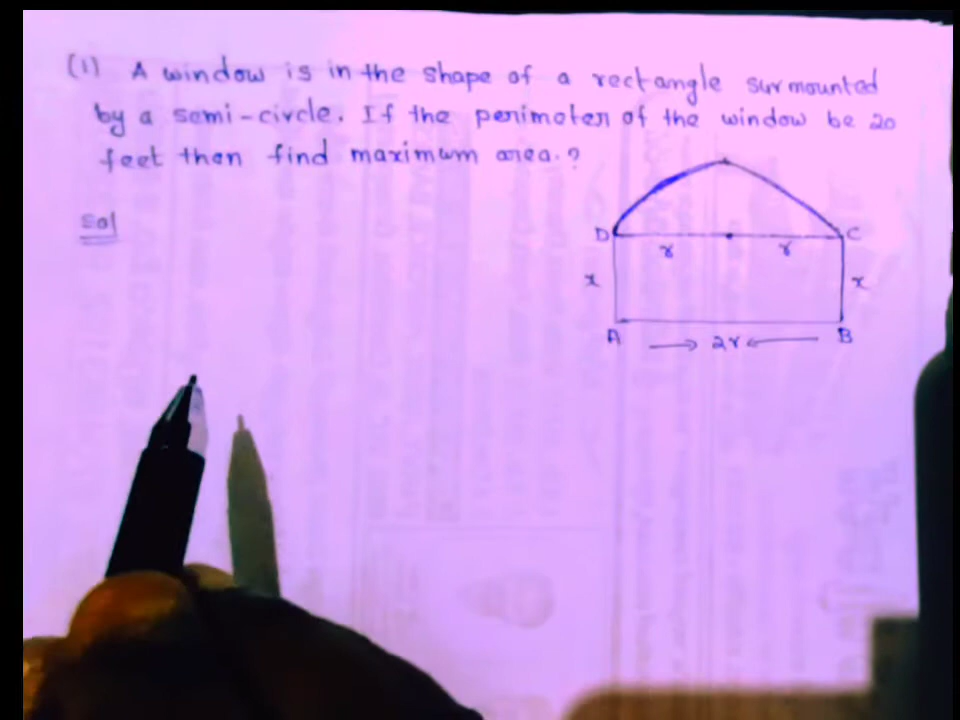 (1) A window is in the shape of a rectangle surmounted
by a semi-circle. If the perimeter of the window be 20
feet then find maximum area.?
Sol
D C
r r
x x
A 2r B